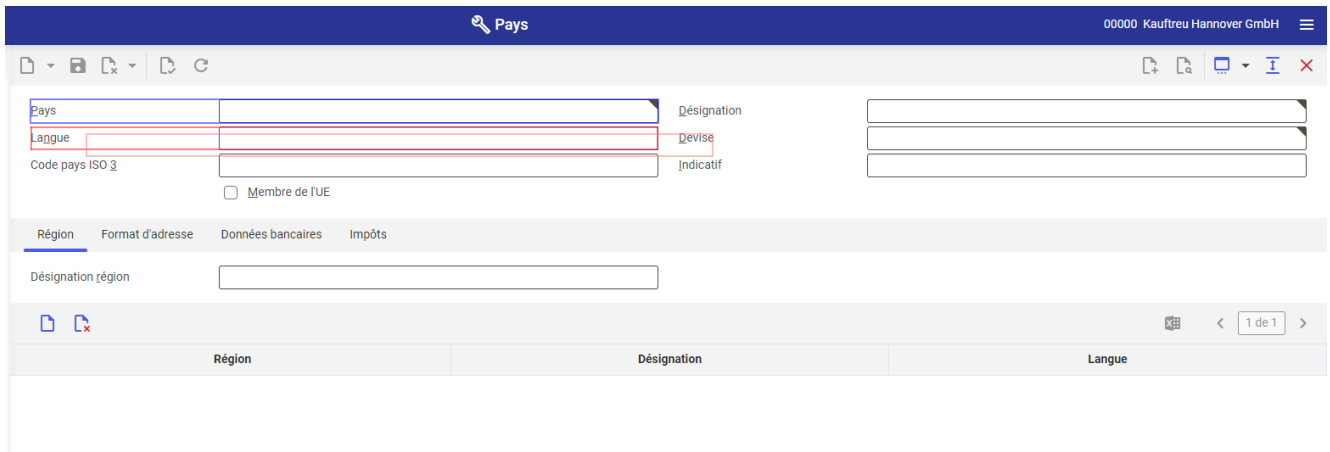 Pays 00000 Kauftreu Hannover GmbH
Pays Désignation
Langue Devise
Code pays ISO 3 Indicatif
Membre de l'UE
Région Format d'adresse Données bancaires Impôts
Désignation région
1 de 1
Région Désignation Langue